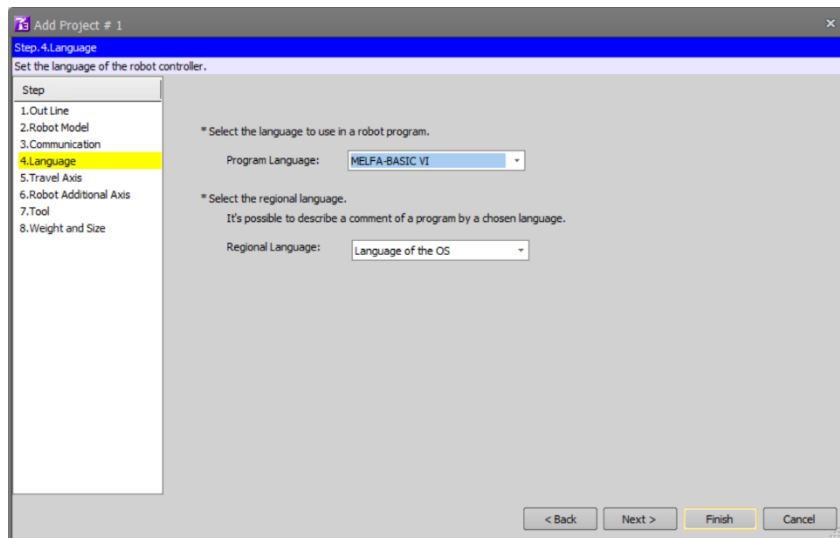 Add Project # 1
Step.4.Language
Set the language of the robot controller.
Step
1.Out Line
2.Robot Model
3.Communication
4.Language
5.Travel Axis
6.Robot Additional Axis
7.Tool
8.Weight and Size
* Select the language to use in a robot program.
Program Language: MELFA-BASIC VI
* Select the regional language.
It's possible to describe a comment of a program by a chosen language.
Regional Language: Language of the OS
< Back Next > Finish Cancel